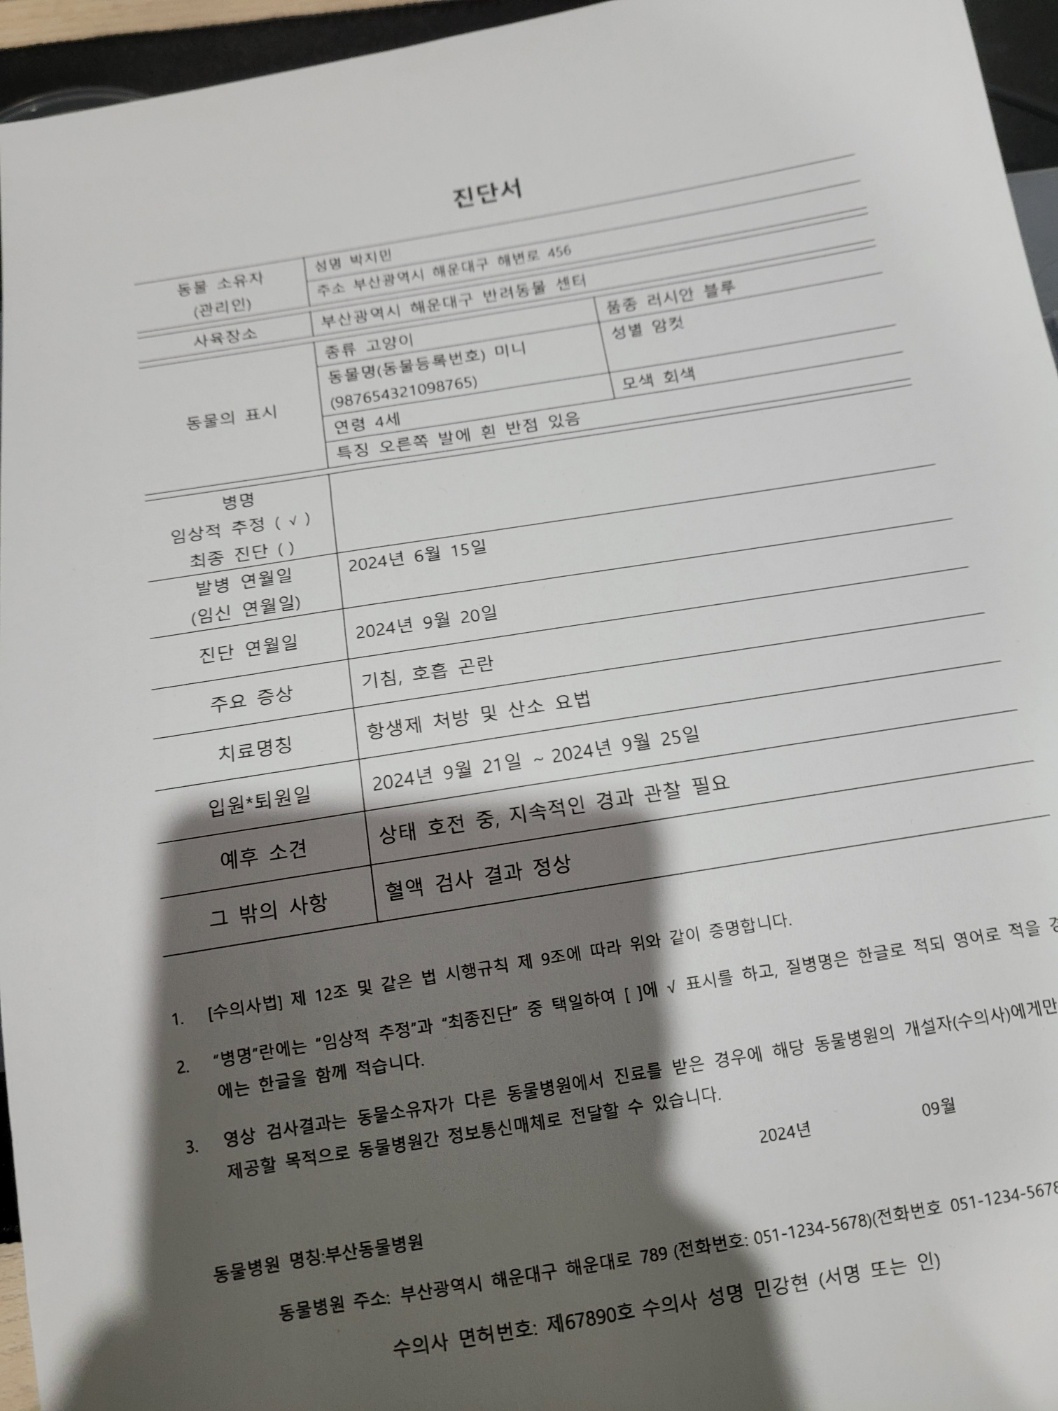 진단서
동물 소유자
(관리인)
성명 박지민
주소 부산광역시 해운대구 해변로 456
사육장소
부산광역시 해운대구 반려동물 센터
동물의 표시
종류 고양이
품종 러시안 블루
동물명(동물등록번호) 미니
(987654321098765)
성별 암컷
연령 4세
모색 회색
특징 오른쪽 발에 흰 반점 있음
병명
임상적 추정 ( √ )
최종 진단 ( )
발병 연월일
(임신 연월일)
2024년 6월 15일
진단 연월일
2024년 9월 20일
주요 증상
기침, 호흡 곤란
치료명칭
항생제 처방 및 산소 요법
입원*퇴원일
2024년 9월 21일 ~ 2024년 9월 25일
예후 소견
상태 호전 중, 지속적인 경과 관찰 필요
그 밖의 사항
혈액 검사 결과 정상
1. [수의사법] 제 12조 및 같은 법 시행규칙 제 9조에 따라 위와 같이 증명합니다.
2. “병명”란에는 “임상적 추정”과 “최종진단” 중 택일하여 [ ]에 √ 표시를 하고, 질병명은 한글로 적되 영어로 적을
에는 한글을 함께 적습니다.
3. 영상 검사결과는 동물소유자가 다른 동물병원에서 진료를 받은 경우에 해당 동물병원의 개설자(수의사)에게만
제공할 목적으로 동물병원간 정보통신매체로 전달할 수 있습니다.
2024년 09월
동물병원 명칭:부산동물병원
동물병원 주소: 부산광역시 해운대구 해운대로 789 (전화번호: 051-1234-5678)(전화번호 051-1234-5678
수의사 면허번호: 제67890호 수의사 성명 민강현 (서명 또는 인)